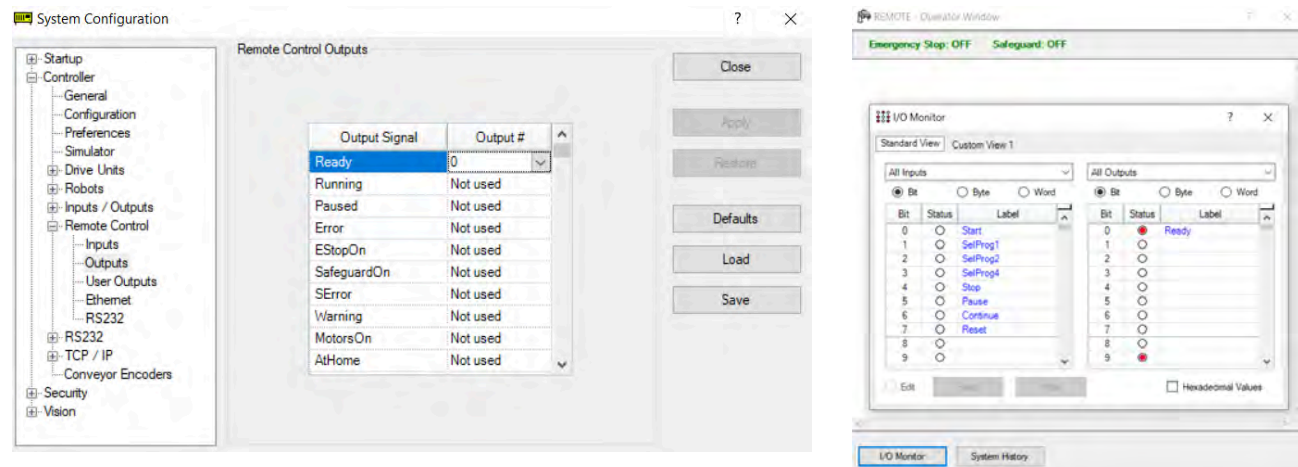 System Configuration
?
Startup
Controller
General
Configuration
Preferences
Simulator
Drive Units
Robots
Inputs / Outputs
Remote Control
Inputs
Outputs
User Outputs
Ethernet
RS232
RS232
TCP / IP
Conveyor Encoders
Security
Vision
Remote Control Outputs
Output Signal Output #
Ready 0
Running Not used
Paused Not used
Error Not used
EStopOn Not used
SafeguardOn Not used
SError Not used
Warning Not used
MotorsOn Not used
AtHome Not used
Close
Apply
Restore
Defaults
Load
Save
REMOTE - Operator Window ?
Emergency Stop: OFF Safeguard: OFF
I/O Monitor ?
Standard View Custom View 1
All Inputs
Bit Byte Word
Bit Status Label
0 Start
1 SelProg1
2 SelProg2
3 SelProg4
4 Stop
5 Pause
6 Continue
7 Reset
8
9
All Outputs
Bit Byte Word
Bit Status Label
0 Ready
1
2
3
4
5
6
7
8
9
Edit
Hexadecimal Values
I/O Monitor System History